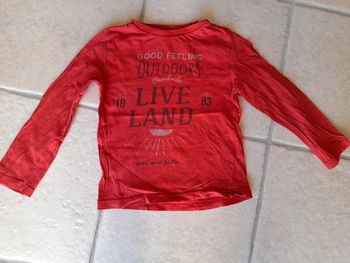 GOOD FEELING
OUTDOORS
19 LIVE 83
LAND